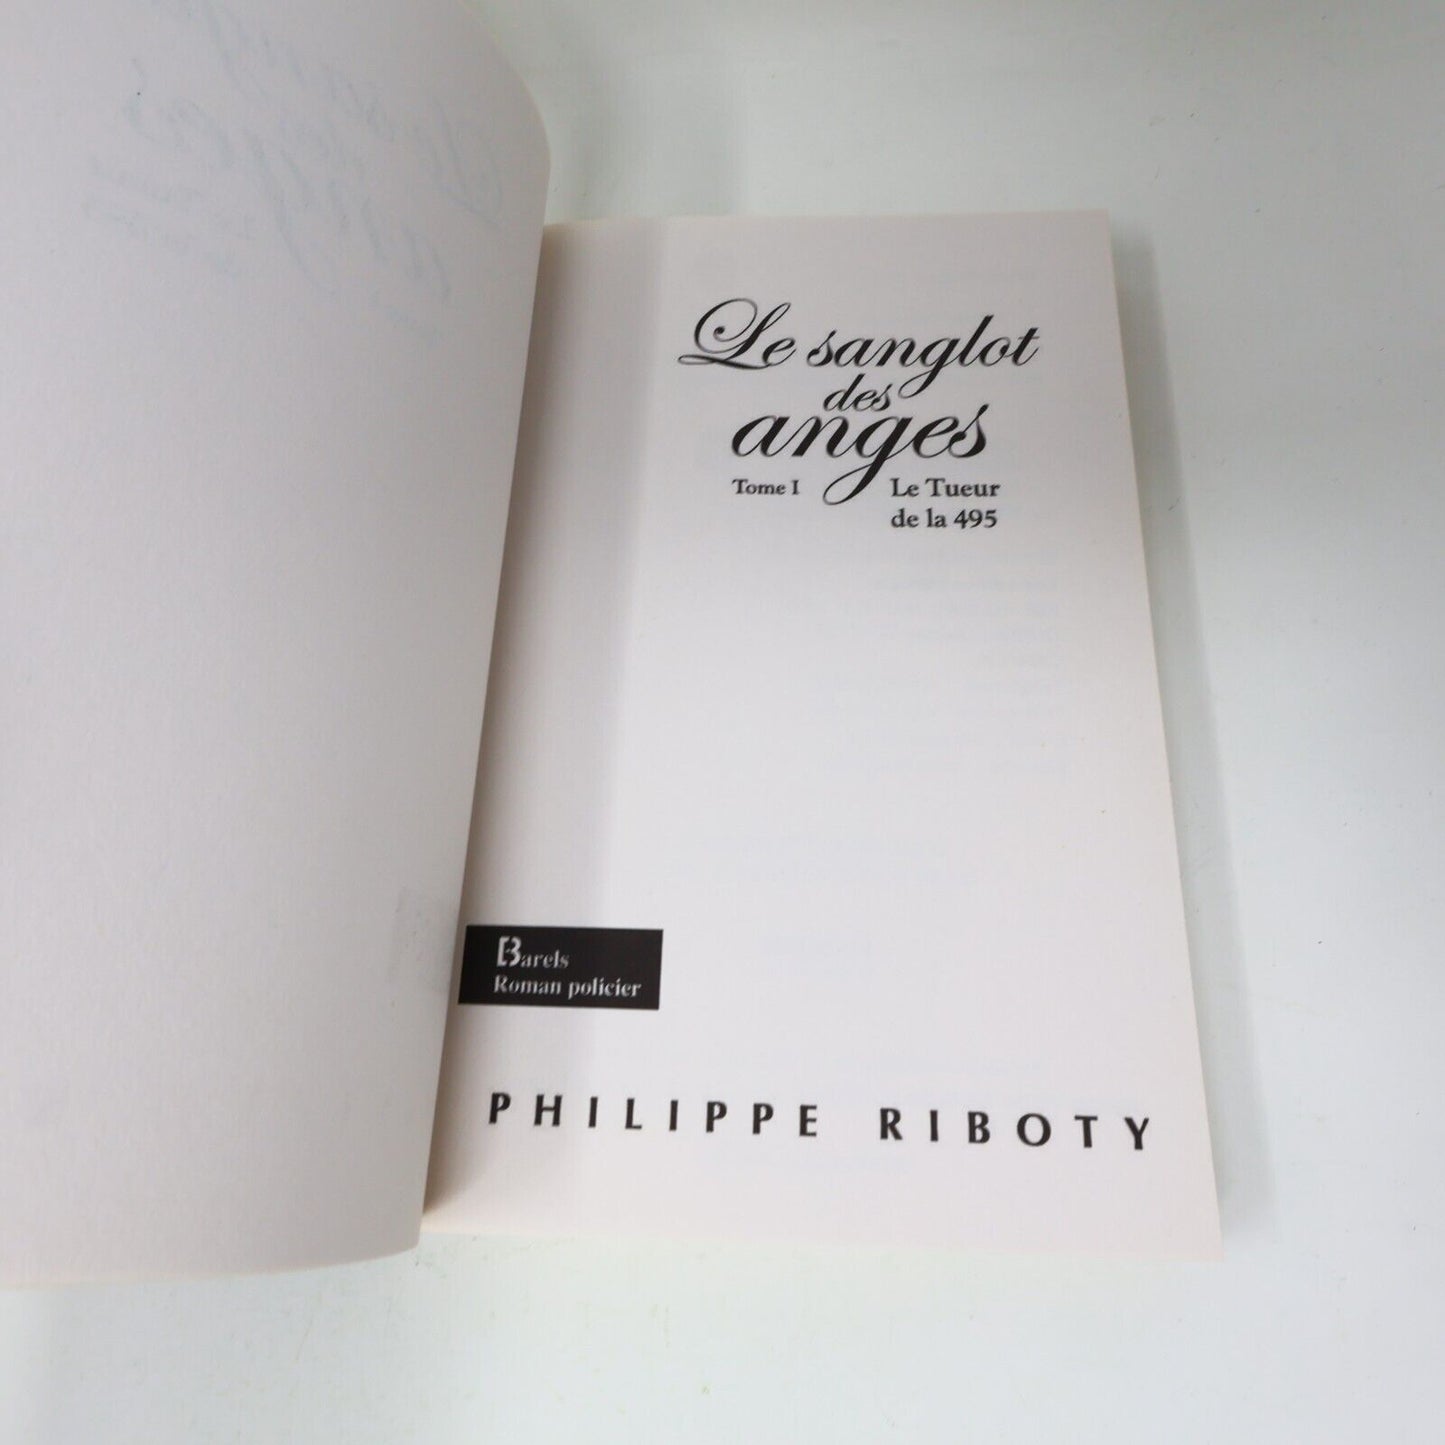 Le sanglot
des
anges
Tome I
Le Tueur
de la 495
Barels
Roman policier
PHILIPPE RIBOTY